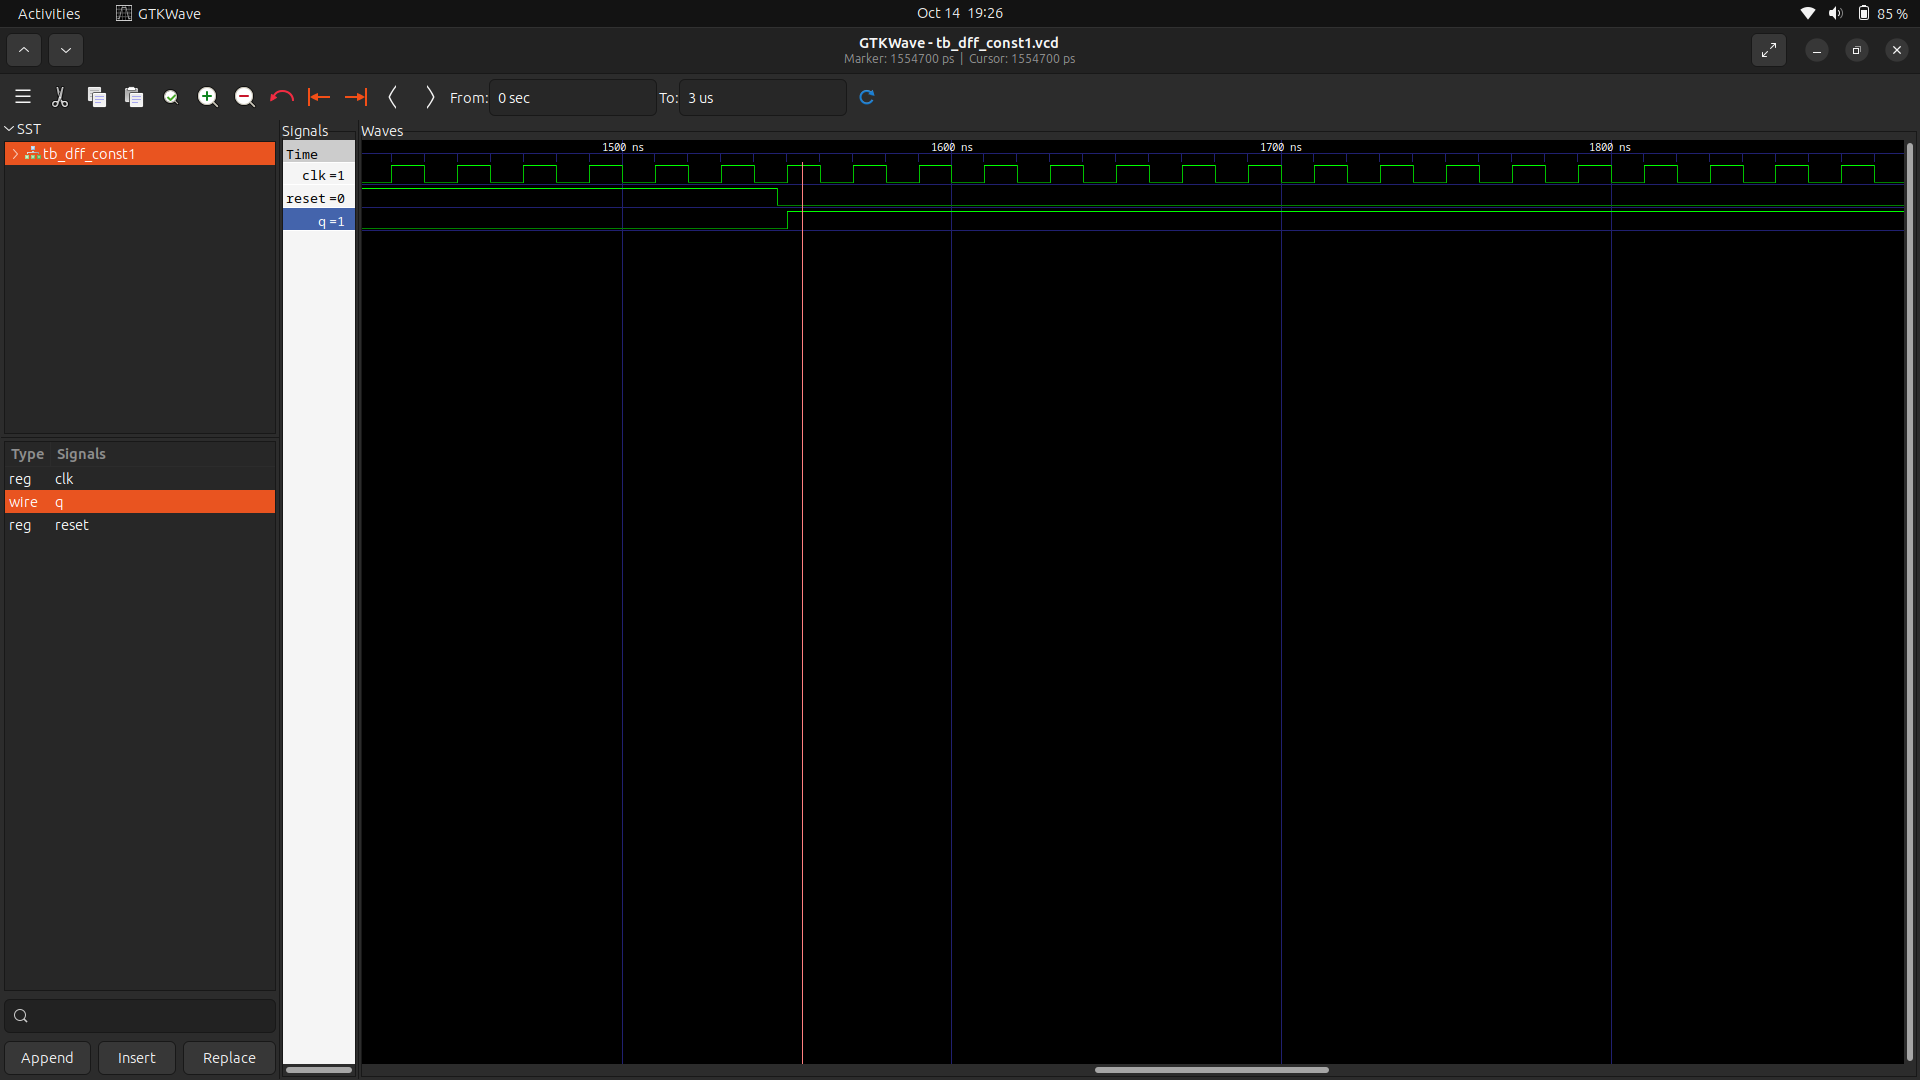 Activities GTKWave Oct 14 19:26 85 %
GTKWave - tb_dff_const1.vcd
Marker: 1554700 ps | Cursor: 1554700 ps
From: 0 sec To: 3 us
SST
tb_dff_const1
Type Signals
reg clk
wire q
reg reset
Append Insert Replace
Signals
Time
clk =1
reset =0
q =1
Waves
1500 ns 1600 ns 1700 ns 1800 ns